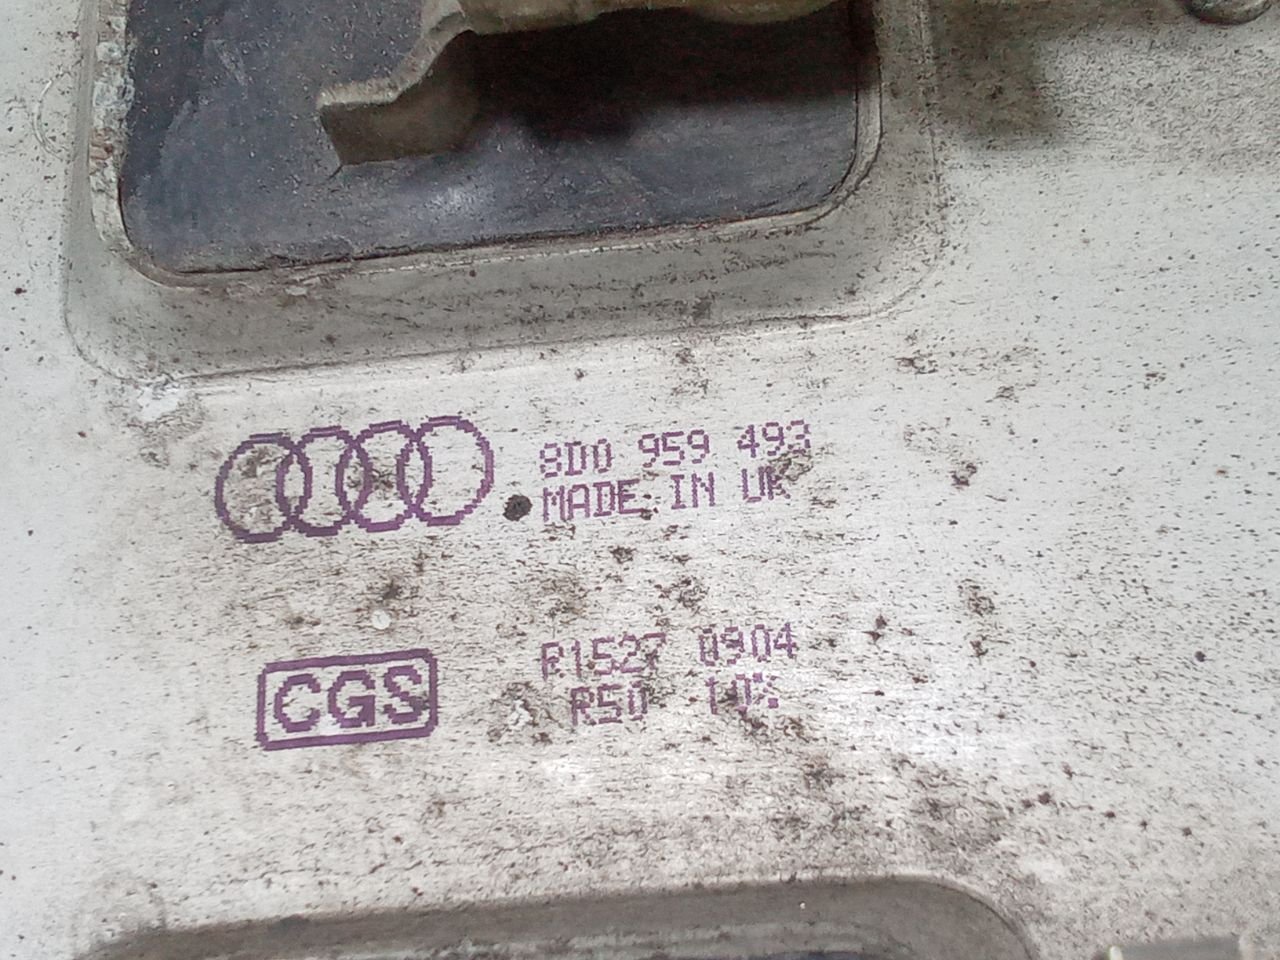 8D0 959 493
MADE IN UK
CGS
R1527 0904
R50 10%